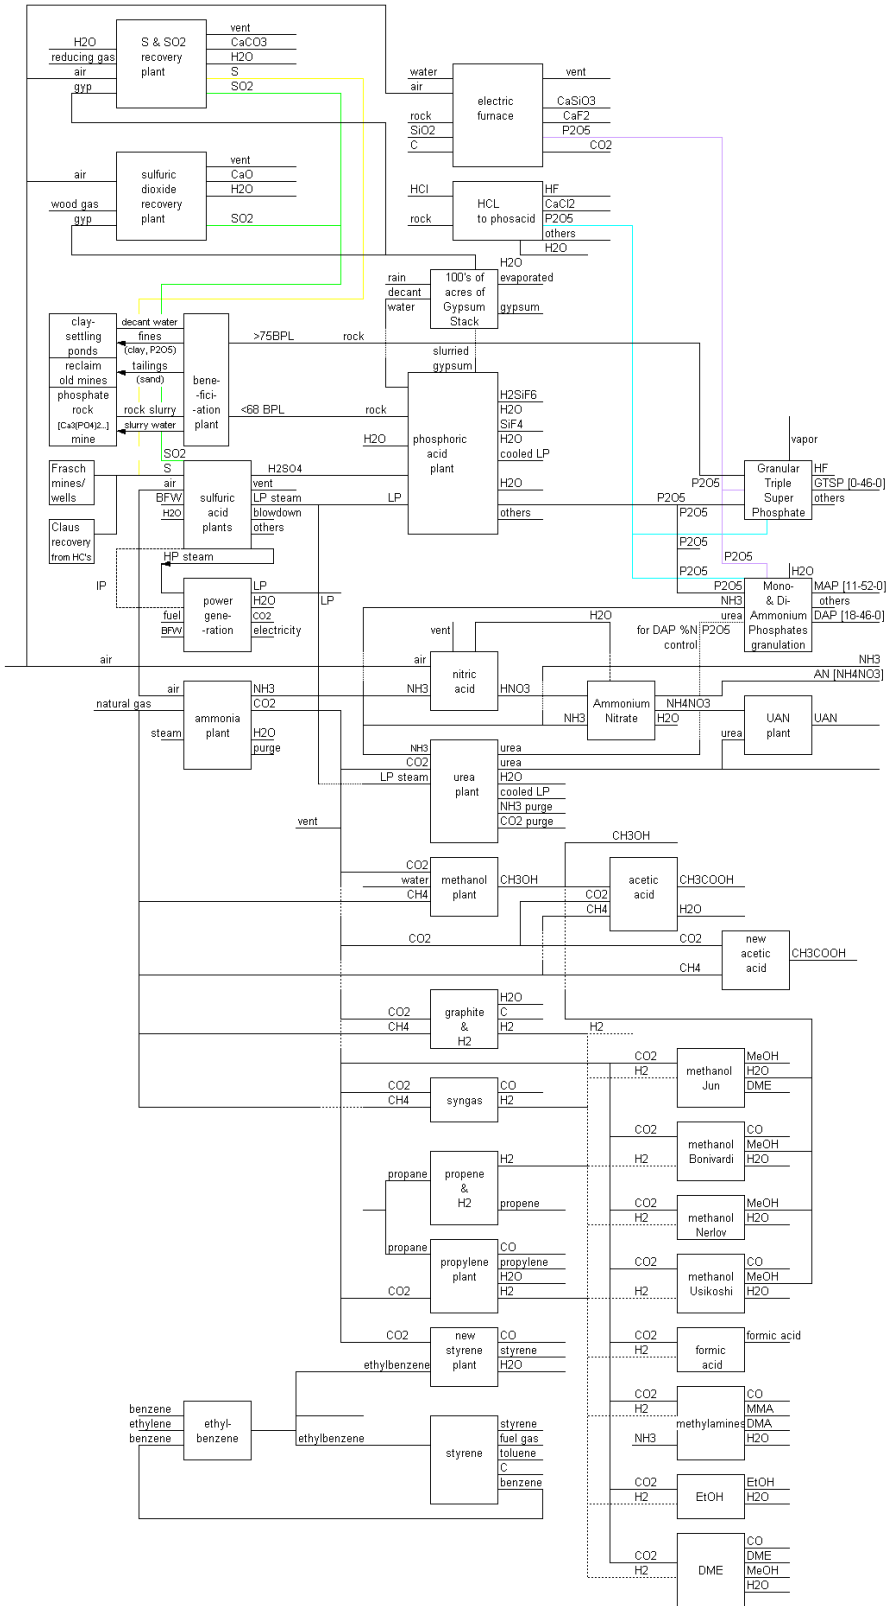 vent
H2O
S & SO2
CaCO3
reducing gas
recovery
H2O
air
plant
S
gyp
SO2
water
vent
air
electric
CaSiO3
rock
furnace
CaF2
SiO2
P2O5
C
CO2
vent
air
sulfuric
CaO
dioxide
H2O
wood gas
recovery
gyp
plant
SO2
HCl
HCL
HF
to phosacid
CaCl2
rock
P2O5
others
H2O
H2O
rain
100's of
evaporated
decant
acres of
water
Gypsum
gypsum
Stack
clay-
decant water
settling
fines
>75BPL
rock
ponds
(clay, P2O5)
slurried
reclaim
tailings
gypsum
old mines
(sand)
bene-
phosphate
-fici-
H2SiF6
rock
rock slurry
-ation
<68 BPL
rock
H2O
[Ca3(PO4)2...]
slurry water
plant
SiF4
mine
H2O
phosphoric
H2O
vapor
acid
cooled LP
plant
SO2
Frasch
S
H2SO4
Granular
HF
mines/
air
sulfuric
vent
H2O
P2O5
Triple
GTSP [0-46-0]
wells
BFW
acid
LP steam
LP
P2O5
Super
others
H2O
plants
blowdown
others
P2O5
Phosphate
Claus
others
recovery
P2O5
from HC's
HP steam
P2O5
H2O
IP
LP
P2O5
Mono-
MAP [11-52-0]
power
H2O
LP
NH3
& Di-
others
fuel
gene-
CO2
H2O
urea
Ammonium
DAP [18-46-0]
BFW
-ration
electricity
vent
for DAP %N
P2O5
Phosphates
control
granulation
air
air
nitric
NH3
acid
AN [NH4NO3]
air
NH3
NH3
HNO3
natural gas
CO2
Ammonium
NH4NO3
ammonia
Nitrate
plant
NH3
H2O
UAN
UAN
steam
H2O
urea
plant
purge
NH3
urea
CO2
urea
LP steam
urea
H2O
plant
cooled LP
NH3 purge
vent
CO2 purge
CH3OH
CO2
water
methanol
CH3OH
acetic
CH3COOH
CH4
plant
CO2
acid
CH4
H2O
CO2
CO2
new
acetic
CH3COOH
CH4
acid
H2O
CO2
graphite
C
CH4
&
H2
H2
H2
CO2
MeOH
H2
methanol
H2O
CO2
CO
Jun
DME
CH4
syngas
H2
CO2
CO
methanol
MeOH
H2
Bonivardi
H2O
propane
propene
H2
&
H2
propene
CO2
MeOH
H2
methanol
H2O
Nerlov
propane
CO
propylene
propylene
CO2
CO
plant
H2O
methanol
MeOH
CO2
H2
H2
Usikoshi
H2O
CO2
new
CO
CO2
formic acid
styrene
styrene
H2
formic
ethylbenzene
plant
H2O
acid
CO2
CO
benzene
H2
MMA
ethylene
ethyl-
methylamines
DMA
benzene
benzene
ethylbenzene
NH3
H2O
styrene
fuel gas
styrene
toluene
C
benzene
CO2
EtOH
H2
EtOH
H2O
CO
CO2
DME
H2
DME
MeOH
H2O